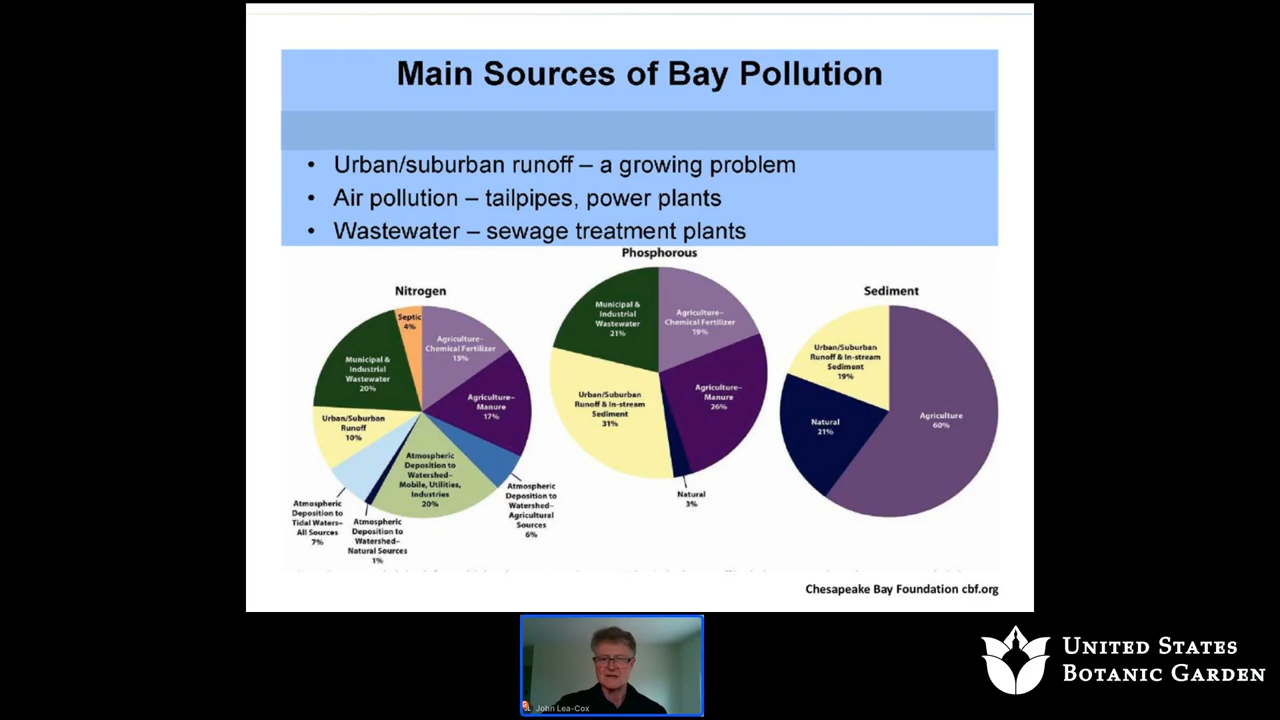 Main Sources of Bay Pollution
• Urban/suburban runoff – a growing problem
• Air pollution – tailpipes, power plants
• Wastewater – sewage treatment plants
Nitrogen
Septic
4%
Agriculture–
Chemical Fertilizer
15%
Agriculture–
Manure
17%
Atmospheric
Deposition to
Watershed–
Agricultural
Sources
6%
Atmospheric
Deposition to
Watershed–
Mobile, Utilities,
Industries
20%
Atmospheric
Deposition to
Watershed–
Natural Sources
1%
Atmospheric
Deposition to
Tidal Waters–
All Sources
7%
Urban/Suburban
Runoff
10%
Municipal &
Industrial
Wastewater
20%
Phosphorous
Municipal &
Industrial
Wastewater
21%
Agriculture–
Chemical Fertilizer
19%
Agriculture–
Manure
26%
Natural
3%
Urban/Suburban
Runoff & In-stream
Sediment
31%
Sediment
Urban/Suburban
Runoff & In-stream
Sediment
19%
Natural
21%
Agriculture
60%
Chesapeake Bay Foundation cbf.org
John Lea-Cox
UNITED STATES
BOTANIC GARDEN